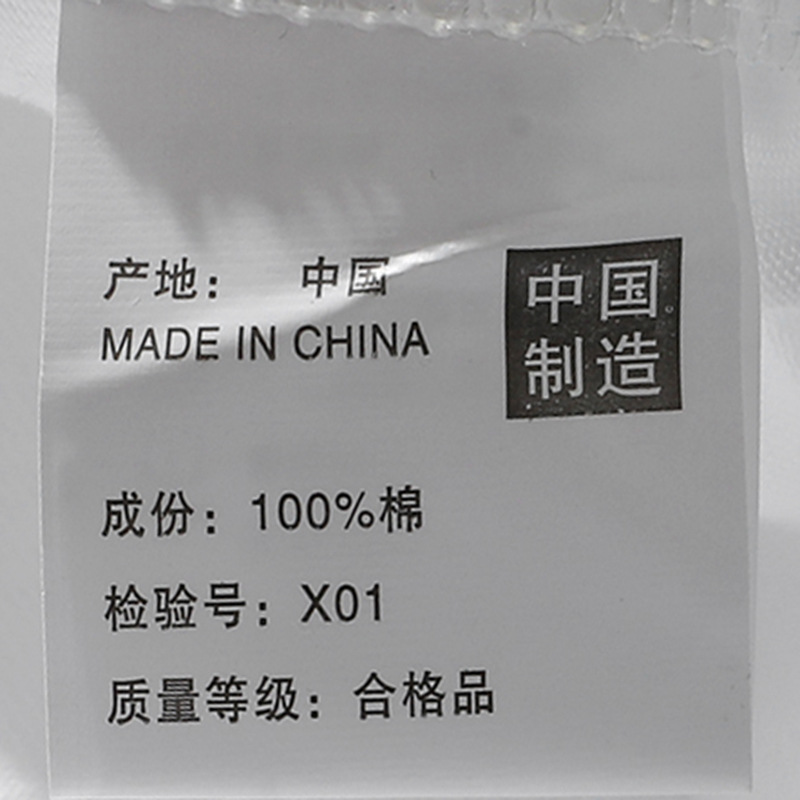 产地： 中国
MADE IN CHINA
中国
制造
成份：100%棉
检验号：X01
质量等级：合格品